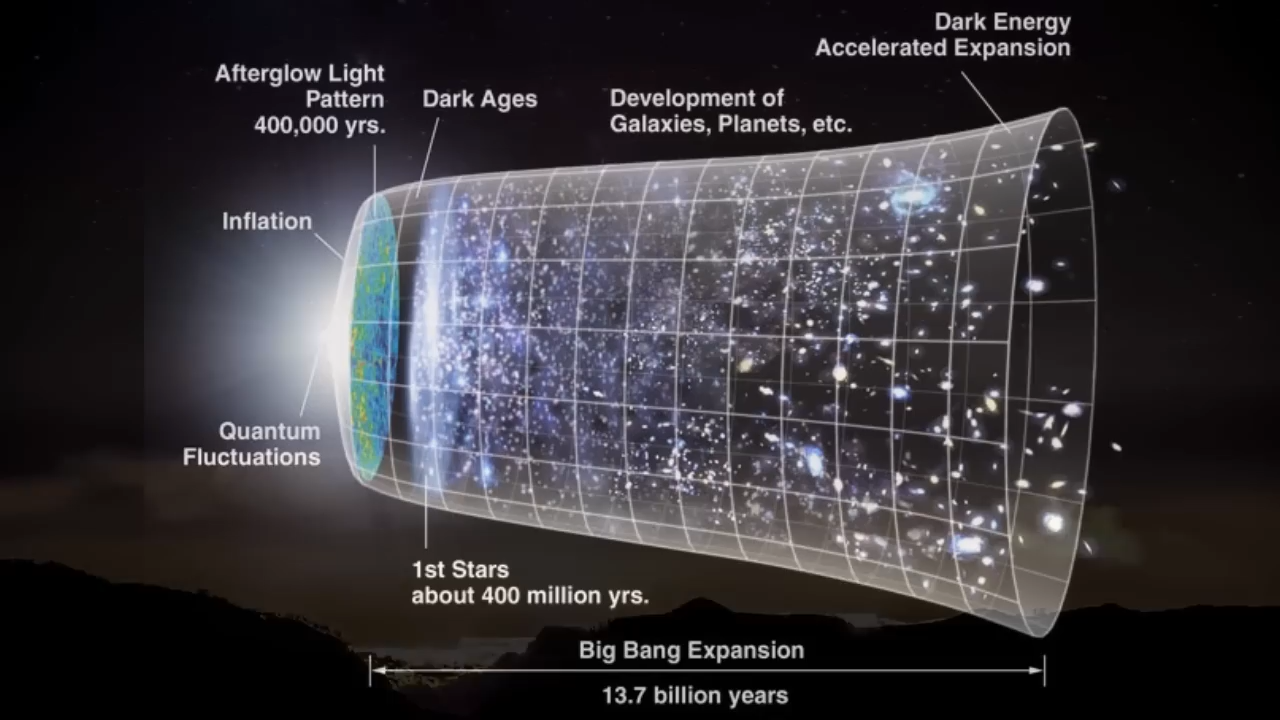 Dark Energy
Accelerated Expansion
Afterglow Light
Pattern
400,000 yrs.
Dark Ages
Development of
Galaxies, Planets, etc.
Inflation
Quantum
Fluctuations
1st Stars
about 400 million yrs.
Big Bang Expansion
13.7 billion years